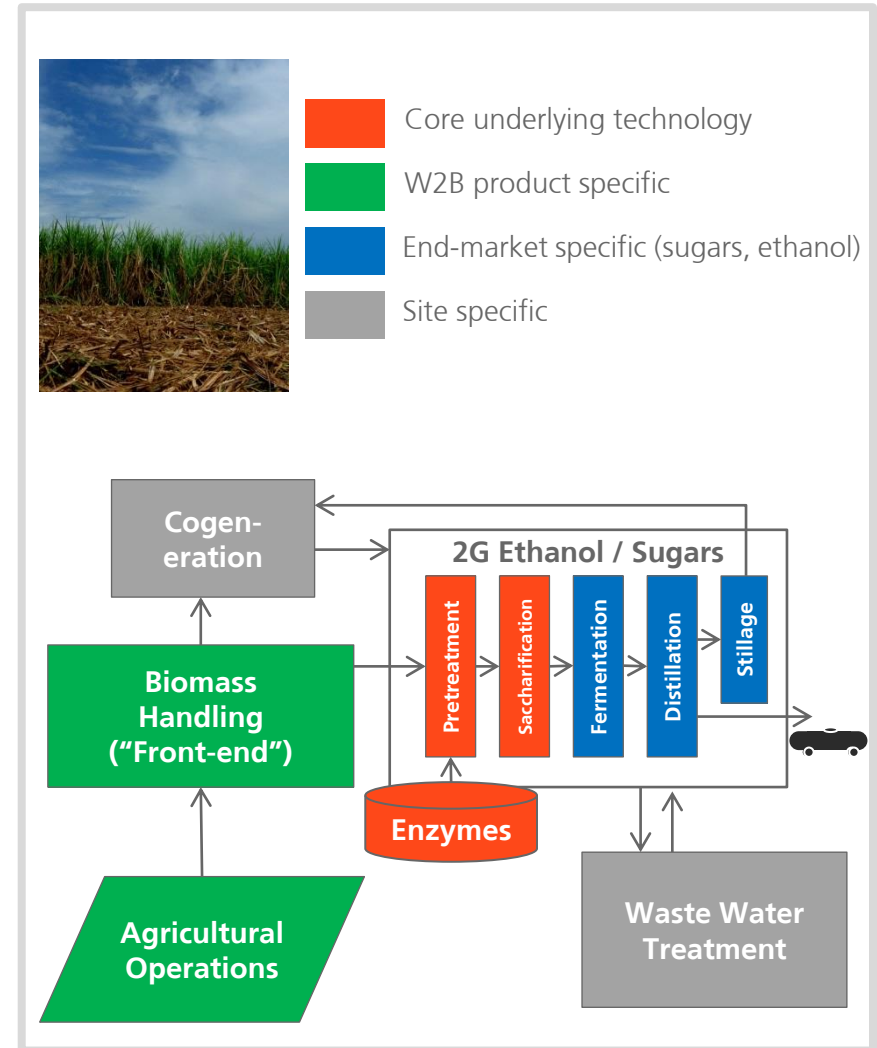 Core underlying technology
W2B product specific
End-market specific (sugars, ethanol)
Site specific
Cogen-
eration
2G Ethanol / Sugars
Pretreatment
Saccharification
Fermentation
Distillation
Stillage
Biomass
Handling
(“Front-end”)
Enzymes
Agricultural
Operations
Waste Water
Treatment